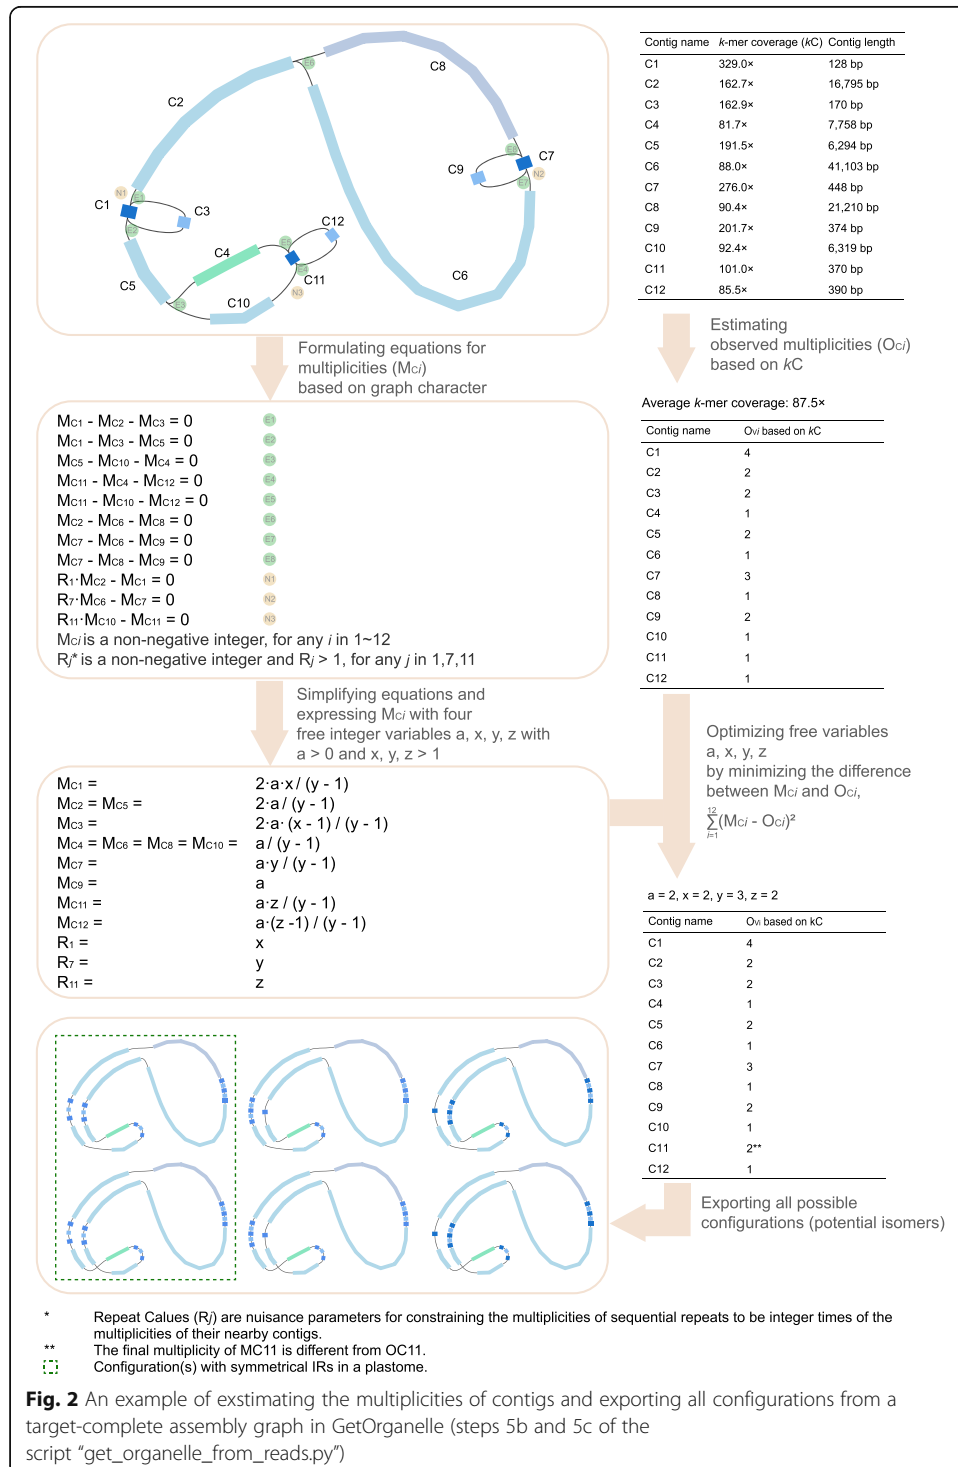 C2
E6
C8
N1
E1
C1
C3
E2
C5
E3
C4
C10
E5
E4
C12
C11
N3
C6
E8
C9
C7
N2
E7
Contig name k-mer coverage (kC) Contig length
C1 329.0× 128 bp
C2 162.7× 16,795 bp
C3 162.9× 170 bp
C4 81.7× 7,758 bp
C5 191.5× 6,294 bp
C6 88.0× 41,103 bp
C7 276.0× 448 bp
C8 90.4× 21,210 bp
C9 201.7× 374 bp
C10 92.4× 6,319 bp
C11 101.0× 370 bp
C12 85.5× 390 bp
Formulating equations for
multiplicities (MCi)
based on graph character
Estimating
observed multiplicities (OCi)
based on kC
MC1 - MC2 - MC3 = 0 E1
MC1 - MC3 - MC5 = 0 E2
MC5 - MC10 - MC4 = 0 E3
MC11 - MC4 - MC12 = 0 E4
MC11 - MC10 - MC12 = 0 E5
MC2 - MC6 - MC8 = 0 E6
MC7 - MC6 - MC9 = 0 E7
MC7 - MC8 - MC9 = 0 E8
R1·MC2 - MC1 = 0 N1
R7·MC6 - MC7 = 0 N2
R11·MC10 - MC11 = 0 N3
MCi is a non-negative integer, for any i in 1~12
Rj* is a non-negative integer and Rj > 1, for any j in 1,7,11
Average k-mer coverage: 87.5×
Contig name OVi based on kC
C1 4
C2 2
C3 2
C4 1
C5 2
C6 1
C7 3
C8 1
C9 2
C10 1
C11 1
C12 1
Simplifying equations and
expressing MCi with four
free integer variables a, x, y, z with
a > 0 and x, y, z > 1
Optimizing free variables
a, x, y, z
by minimizing the difference
between MCi and OCi,
12 ∑ i=1 (MCi - OCi)²
MC1 = 2·a·x / (y - 1)
MC2 = MC5 = 2·a / (y - 1)
MC3 = 2·a· (x - 1) / (y - 1)
MC4 = MC6 = MC8 = MC10 = a / (y - 1)
MC7 = a·y / (y - 1)
MC9 = a
MC11 = a·z / (y - 1)
MC12 = a·(z -1) / (y - 1)
R1 = x
R7 = y
R11 = z
a = 2, x = 2, y = 3, z = 2
Contig name OVi based on kC
C1 4
C2 2
C3 2
C4 1
C5 2
C6 1
C7 3
C8 1
C9 2
C10 1
C11 2**
C12 1
Exporting all possible
configurations (potential isomers)
* Repeat Calues (Rj) are nuisance parameters for constraining the multiplicities of sequential repeats to be integer times of the
multiplicities of their nearby contigs.
** The final multiplicity of MC11 is different from OC11.
Configuration(s) with symmetrical IRs in a plastome.
Fig. 2 An example of exstimating the multiplicities of contigs and exporting all configurations from a
target-complete assembly graph in GetOrganelle (steps 5b and 5c of the
script “get_organelle_from_reads.py”)